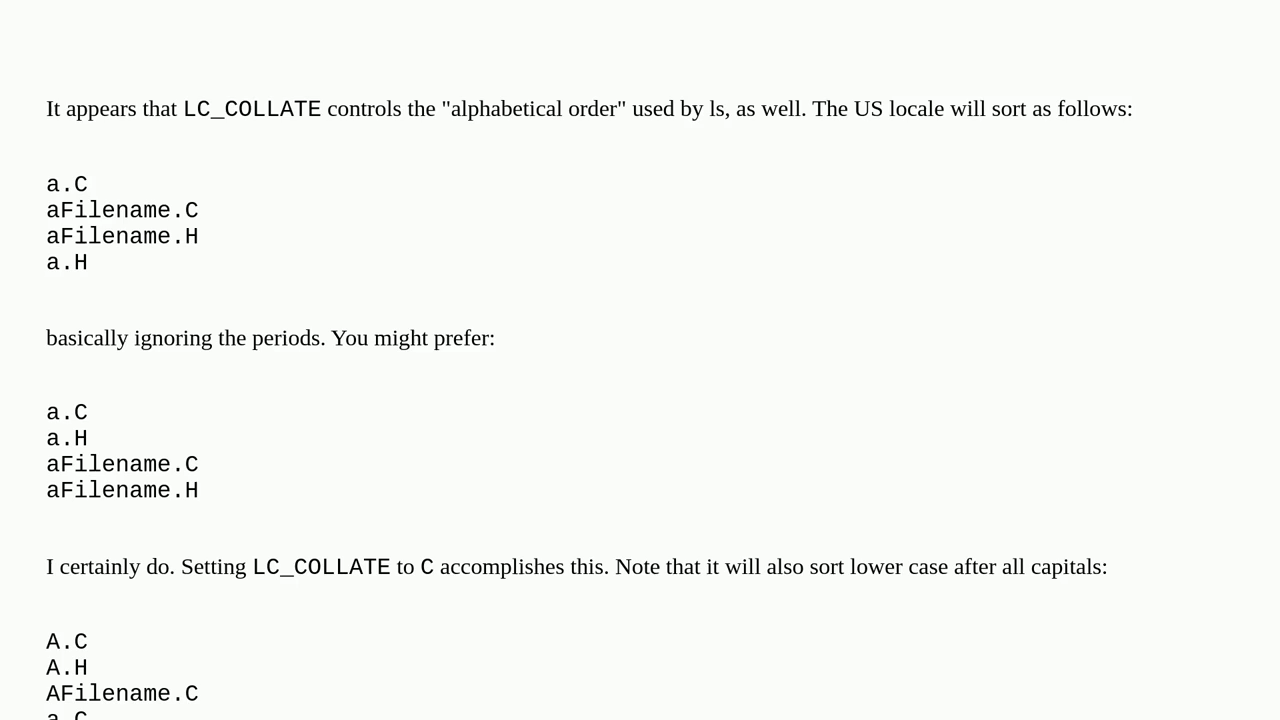 It appears that LC_COLLATE controls the "alphabetical order" used by ls, as well. The US locale will sort as follows:
a.C
aFilename.C
aFilename.H
a.H
basically ignoring the periods. You might prefer:
a.C
a.H
aFilename.C
aFilename.H
I certainly do. Setting LC_COLLATE to C accomplishes this. Note that it will also sort lower case after all capitals:
A.C
A.H
AFilename.C
a.C